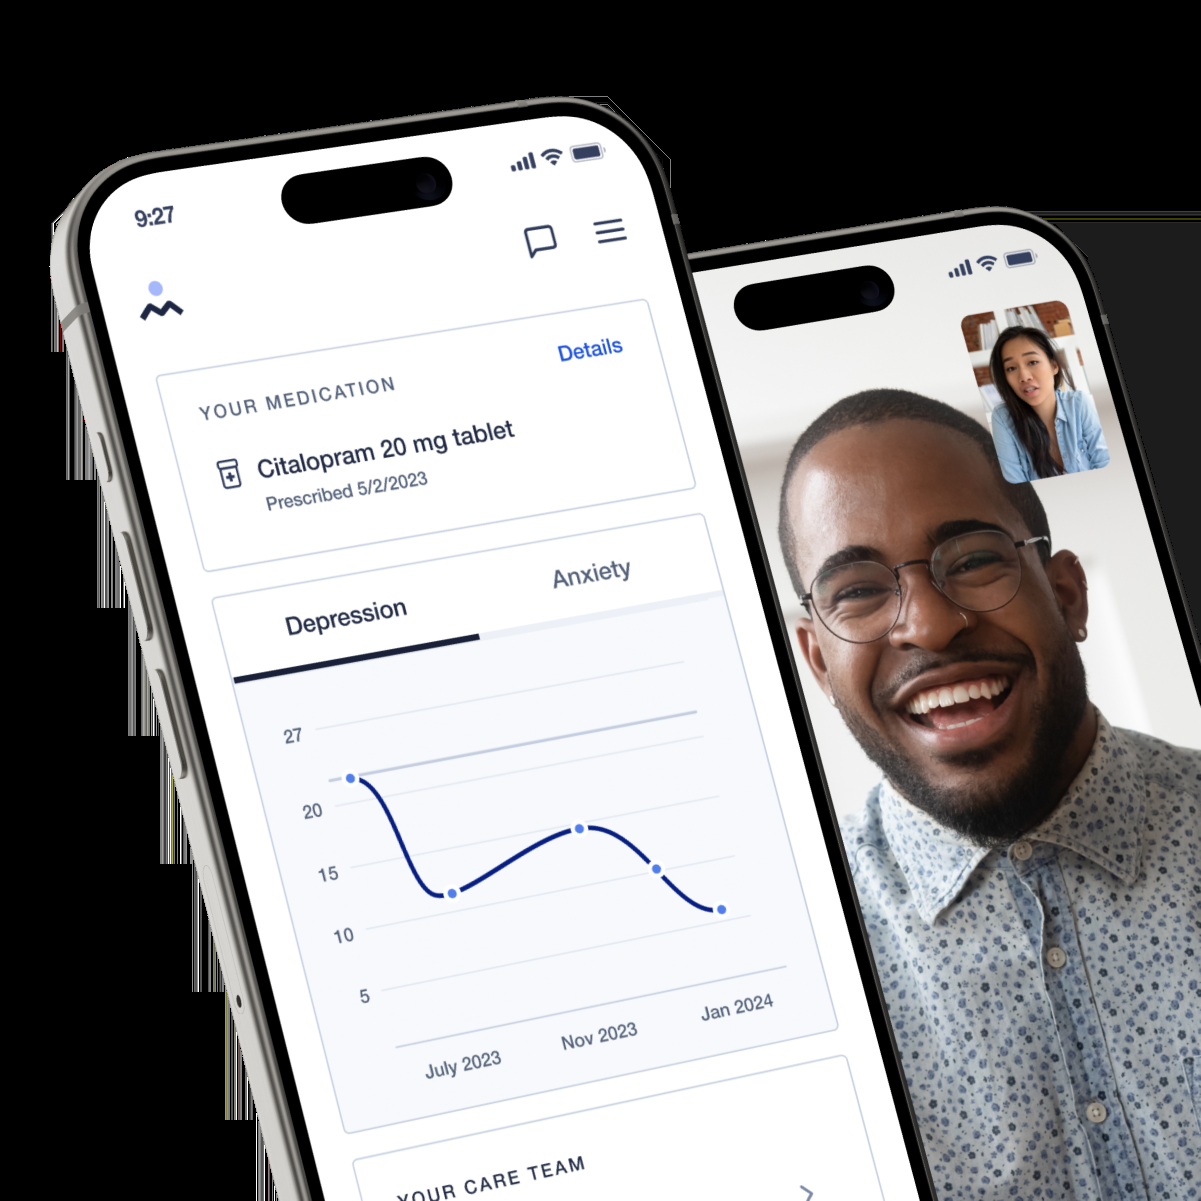 9:27
Details
YOUR MEDICATION
Citalopram 20 mg tablet
Prescribed 5/2/2023
Depression
Anxiety
27
20
15
10
5
July 2023
Nov 2023
Jan 2024
YOUR CARE TEAM